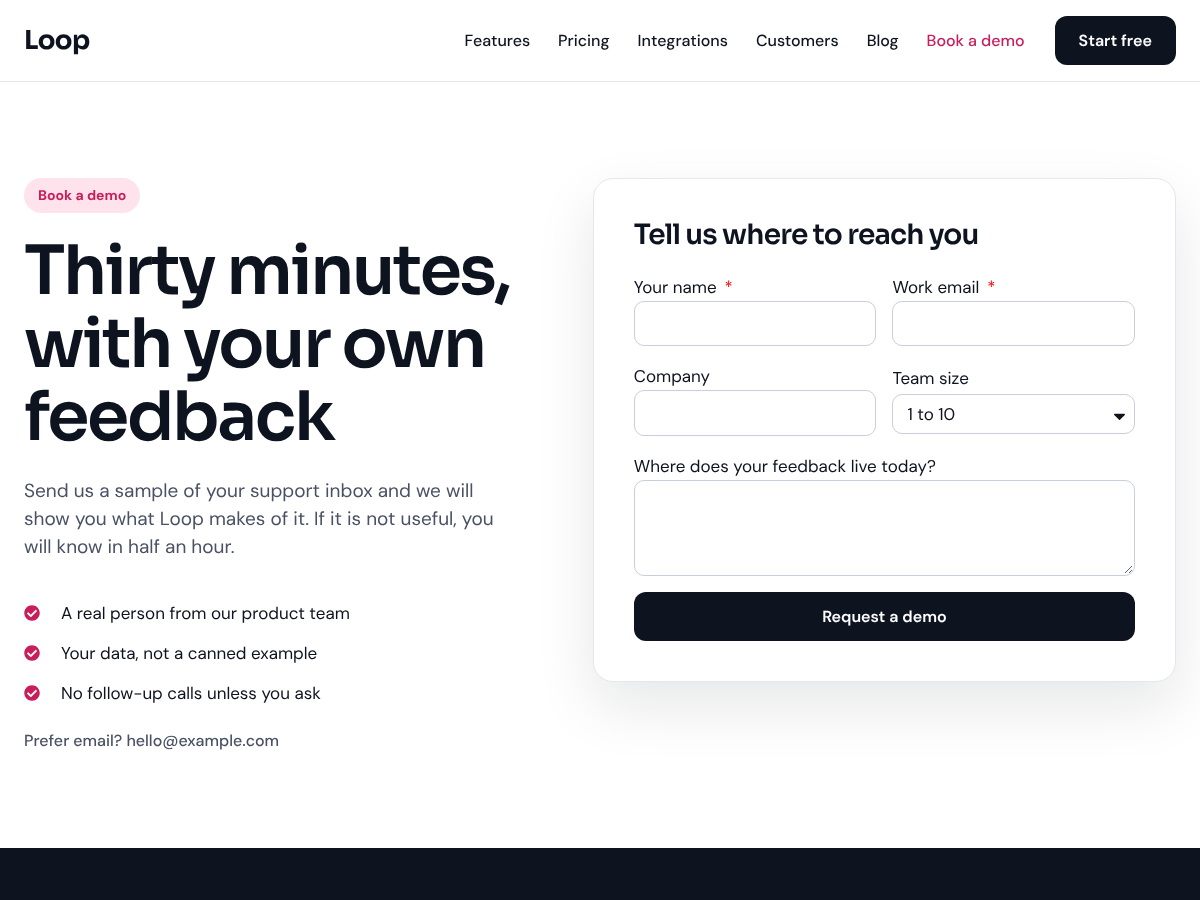 Loop
Features
Pricing
Integrations
Customers
Blog
Book a demo
Start free
Book a demo
Thirty minutes,
with your own
feedback
Send us a sample of your support inbox and we will
show you what Loop makes of it. If it is not useful, you
will know in half an hour.
A real person from our product team
Your data, not a canned example
No follow-up calls unless you ask
Prefer email? hello@example.com
Tell us where to reach you
Your name *
Work email *
Company
Team size
1 to 10
Where does your feedback live today?
Request a demo